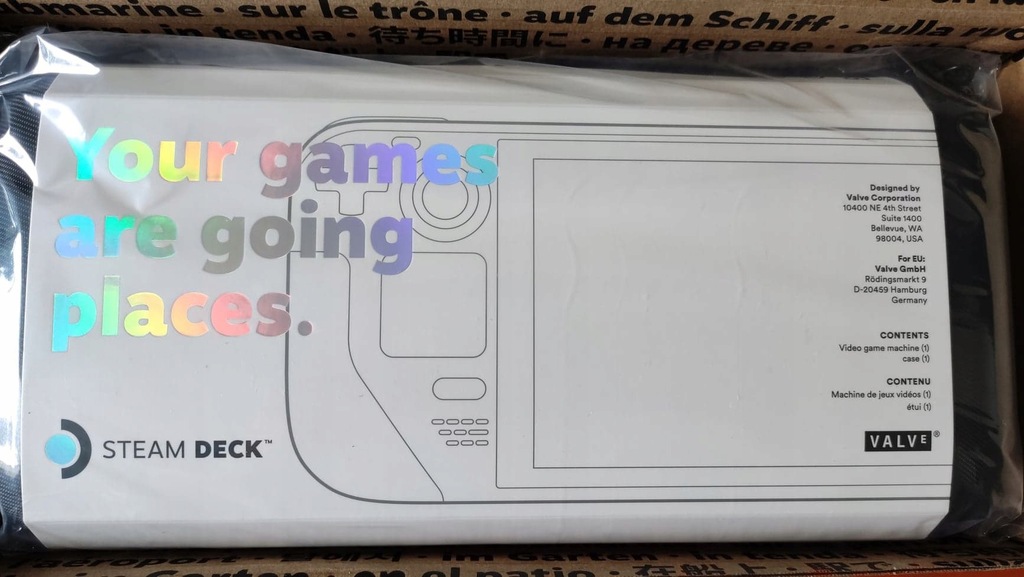 bmarine · sur le trône · auf dem Schiff · sulla
· in tenda · 待ち時間に · на дереве ·
Your games
are going
places.
Designed by
Valve Corporation
10400 NE 4th Street
Suite 1400
Bellevue, WA
98004, USA
For EU:
Valve GmbH
Rödingsmarkt 9
D-20459 Hamburg
Germany
CONTENTS
Video game machine (1)
case (1)
CONTENU
Machine de jeux vidéos (1)
étui (1)
STEAM DECK™
VALVE®
aeroport · · im Garten · in tenda
Garten · en el patio · 在船上 ·